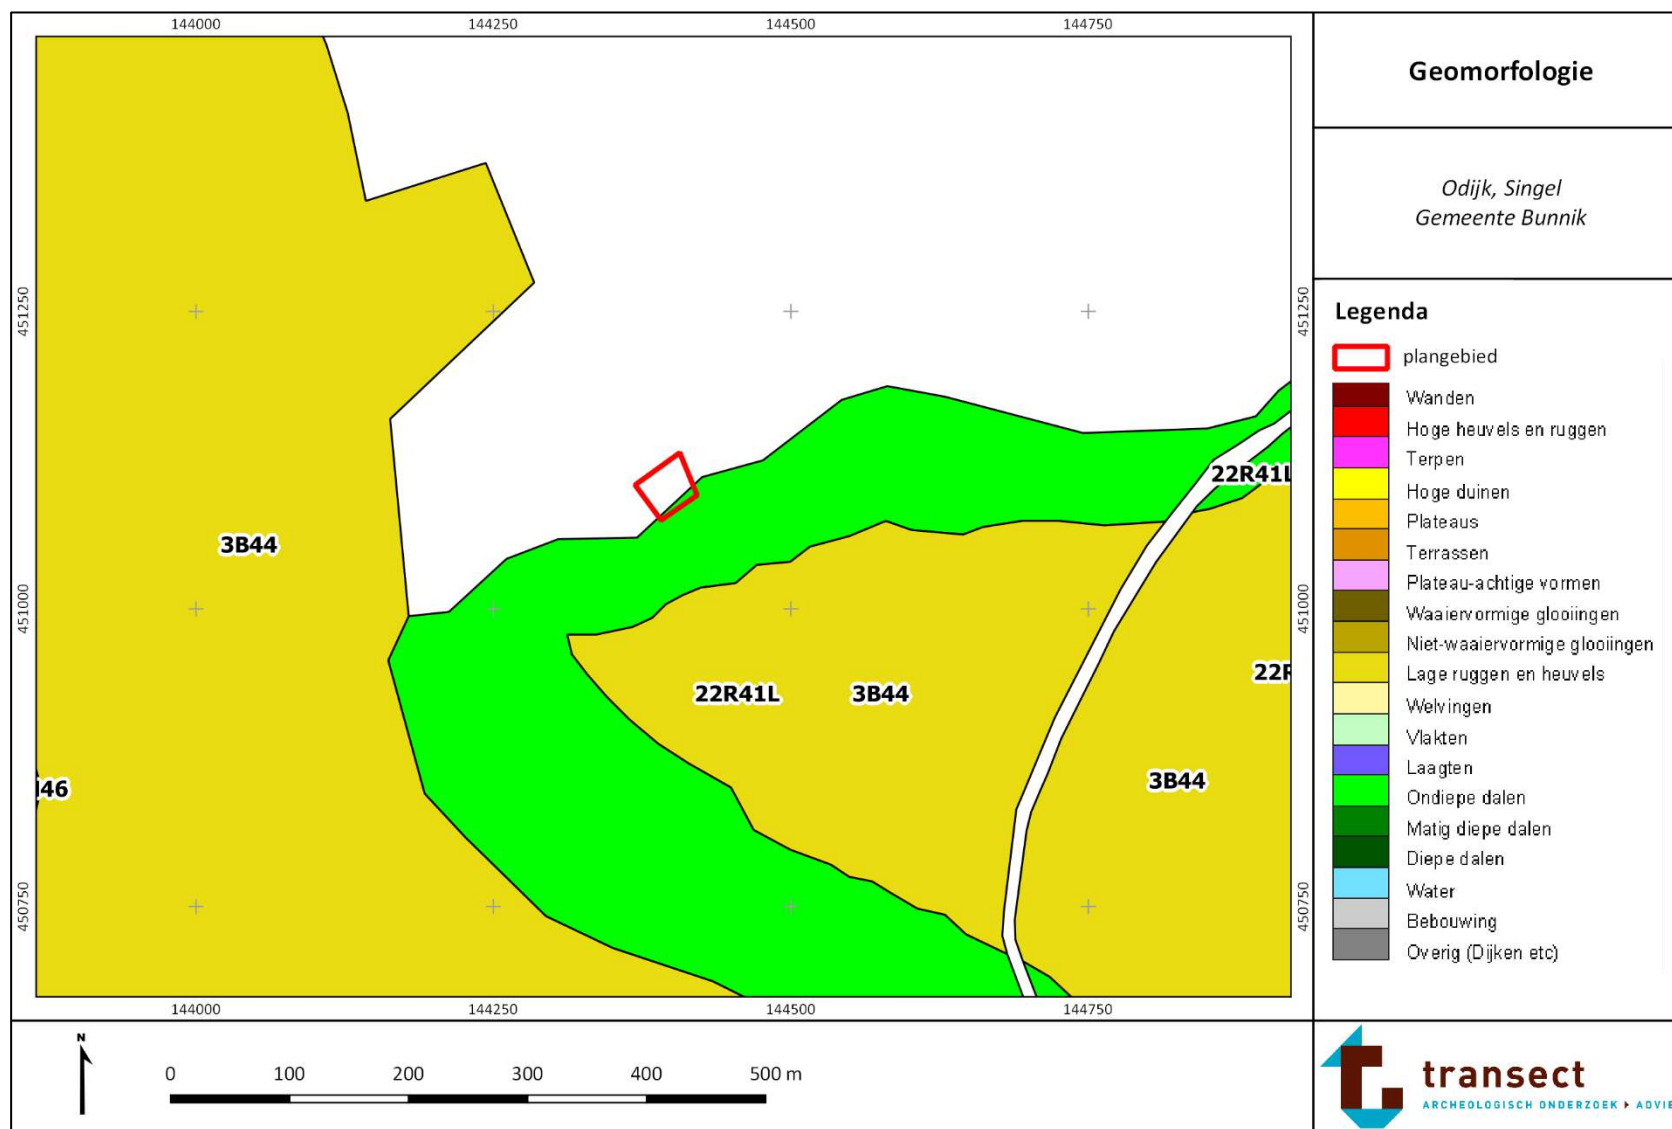 144000 144250 144500 144750
Geomorfologie
Odijk, Singel
Gemeente Bunnik
451250 451250
451000 451000
450750 450750
3B44
22R41L
22R41L
3B44
22R
3B44
I46
144000 144250 144500 144750
Legenda
plangebied
Wanden
Hoge heuvels en ruggen
Terpen
Hoge duinen
Plateaus
Terrassen
Plateau-achtige vormen
Waaiervormige glooiingen
Niet-waaiervormige glooiingen
Lage ruggen en heuvels
Welvingen
Vlakten
Laagten
Ondiepe dalen
Matig diepe dalen
Diepe dalen
Water
Bebouwing
Overig (Dijken etc)
N
0 100 200 300 400 500 m
transect
ARCHEOLOGISCH ONDERZOEK ADVIE